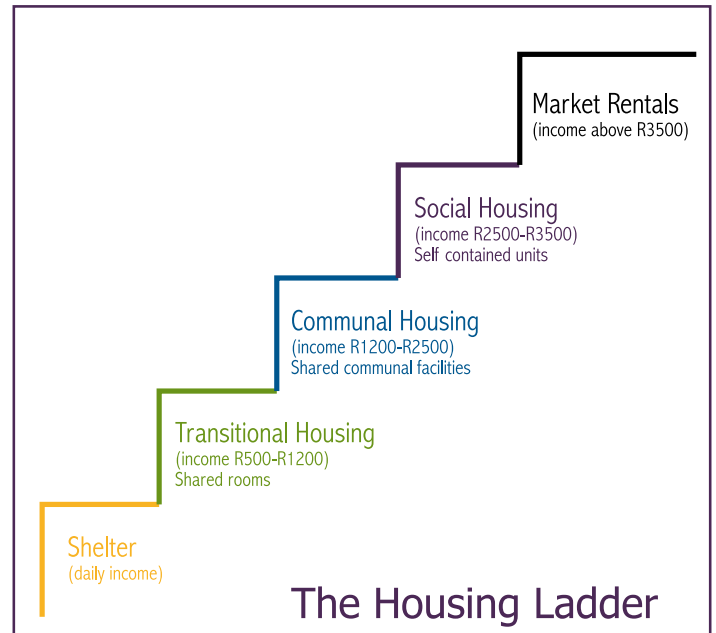 Market Rentals
(income above R3500)
Social Housing
(income R2500-R3500)
Self contained units
Communal Housing
(income R1200-R2500)
Shared communal facilities
Transitional Housing
(income R500-R1200)
Shared rooms
Shelter
(daily income)
The Housing Ladder